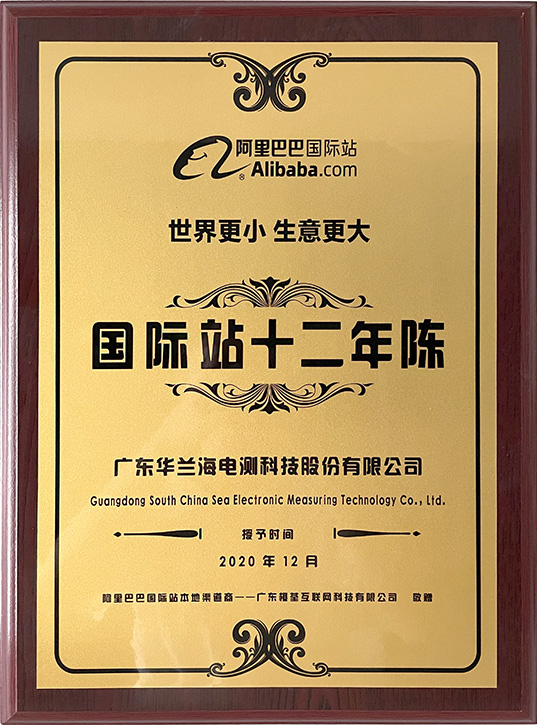 阿里巴巴国际站
Alibaba.com
®
世界更小 生意更大
国际站十二年陈
广东华兰海电测科技股份有限公司
Guangdong South China Sea Electronic Measuring Technology Co., Ltd.
授予时间
2020 年 12 月
阿里巴巴国际站本地渠道商——广东福荃互联网科技有限公司 敬赠